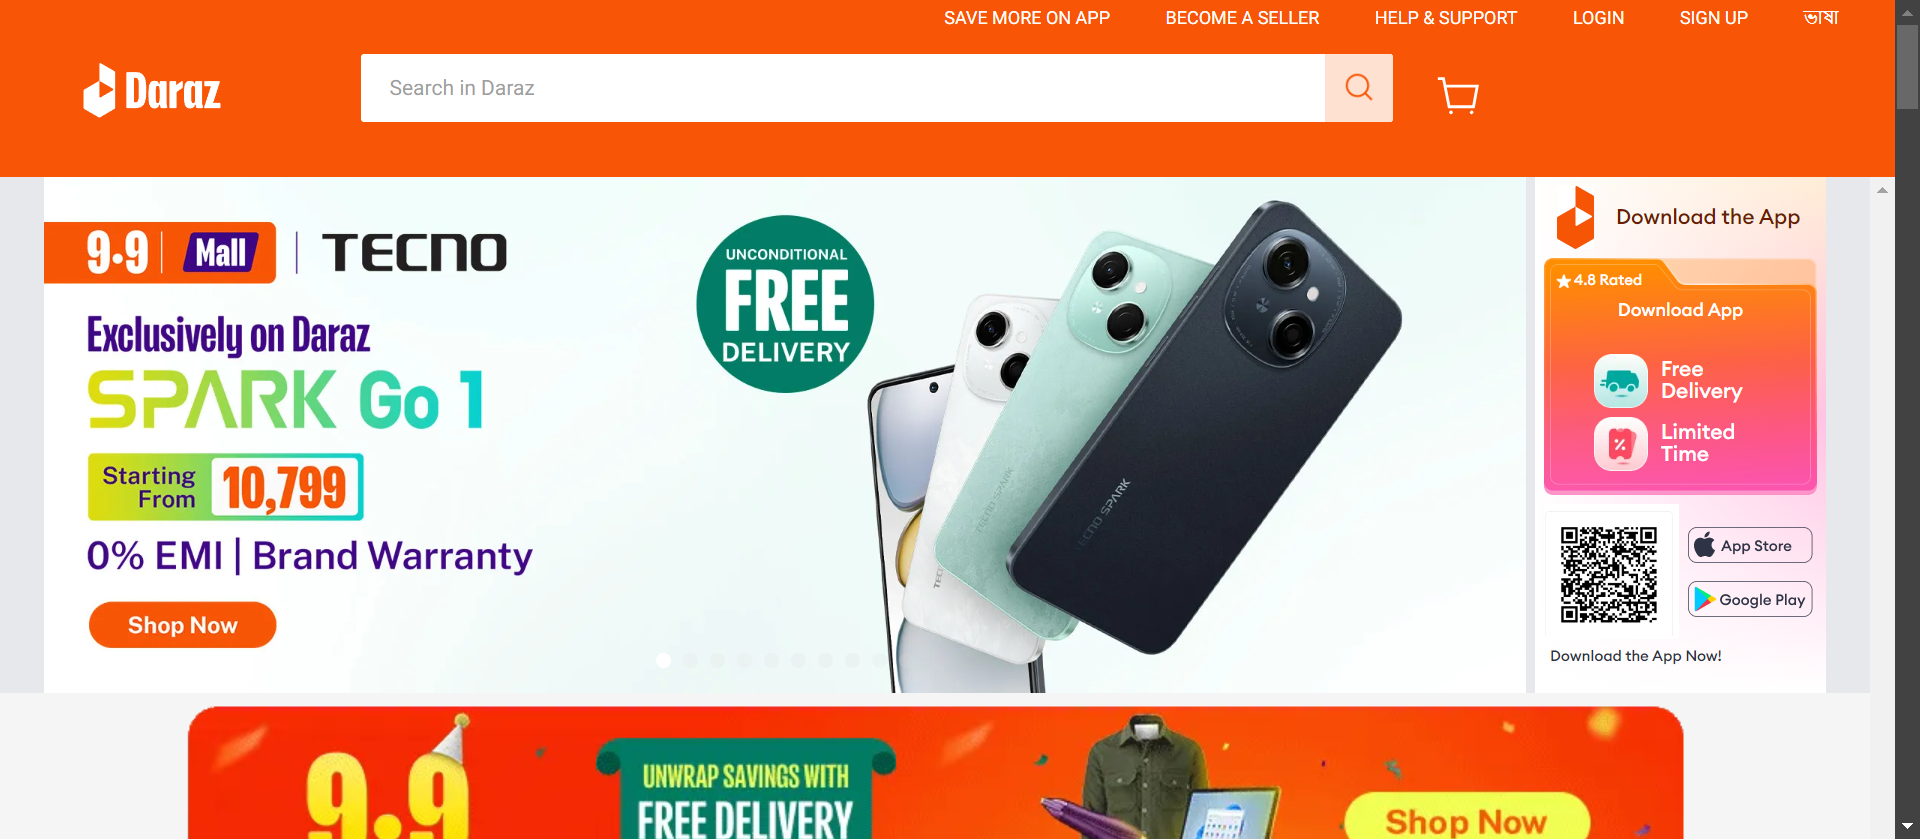 SAVE MORE ON APP
BECOME A SELLER
HELP & SUPPORT
LOGIN
SIGN UP
ভাষা
Daraz
Search in Daraz
9.9
Mall
TECNO
Exclusively on Daraz
SPARK Go 1
Starting
From
10,799
0% EMI | Brand Warranty
Shop Now
UNCONDITIONAL
FREE
DELIVERY
TECNO SPARK
TECNO SPARK
Download the App
4.8 Rated
Download App
Free
Delivery
Limited
Time
App Store
Google Play
Download the App Now!
9.9
UNWRAP SAVINGS WITH
FREE DELIVERY
Shop Now